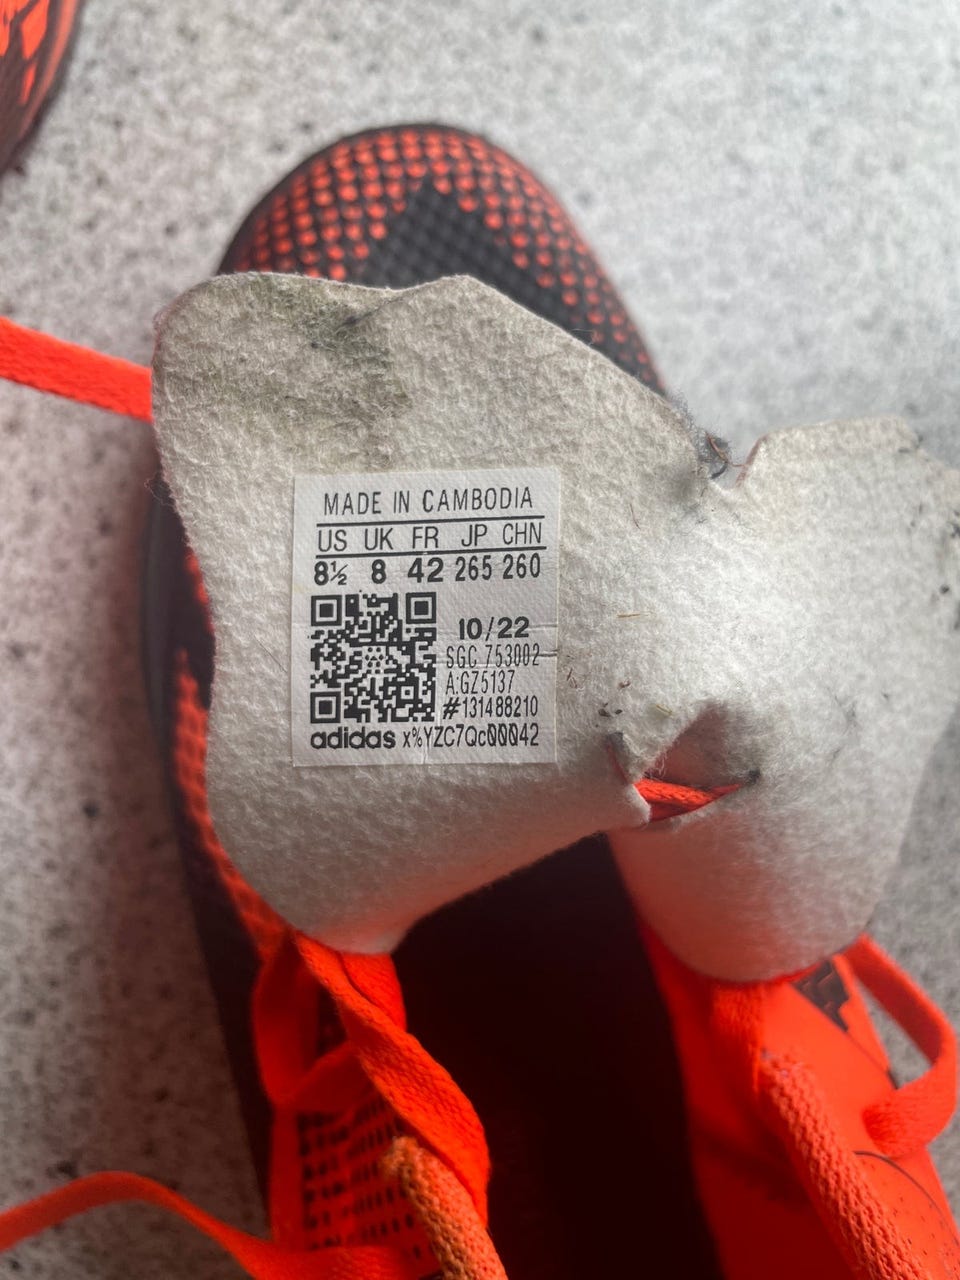 MADE IN CAMBODIA
US UK FR JP CHN
8½ 8 42 265 260
10/22
SGC 753002
A:GZ5137
#131488210
adidas x%YZC7Qc00042